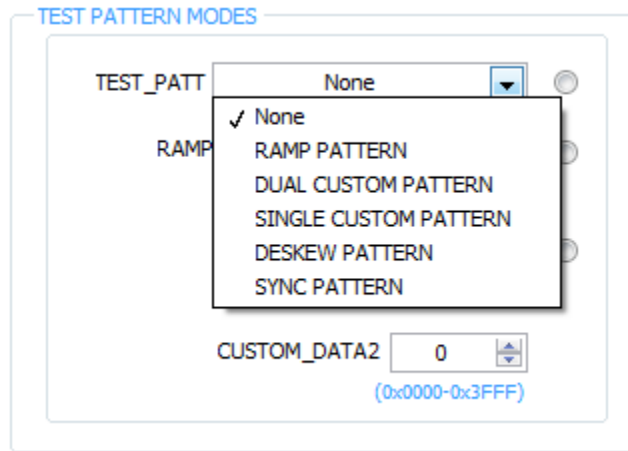 TEST PATTERN MODES
TEST_PATT None
None
RAMP
RAMP PATTERN
DUAL CUSTOM PATTERN
SINGLE CUSTOM PATTERN
DESKEW PATTERN
SYNC PATTERN
CUSTOM_DATA2 0
(0x0000-0x3FFF)